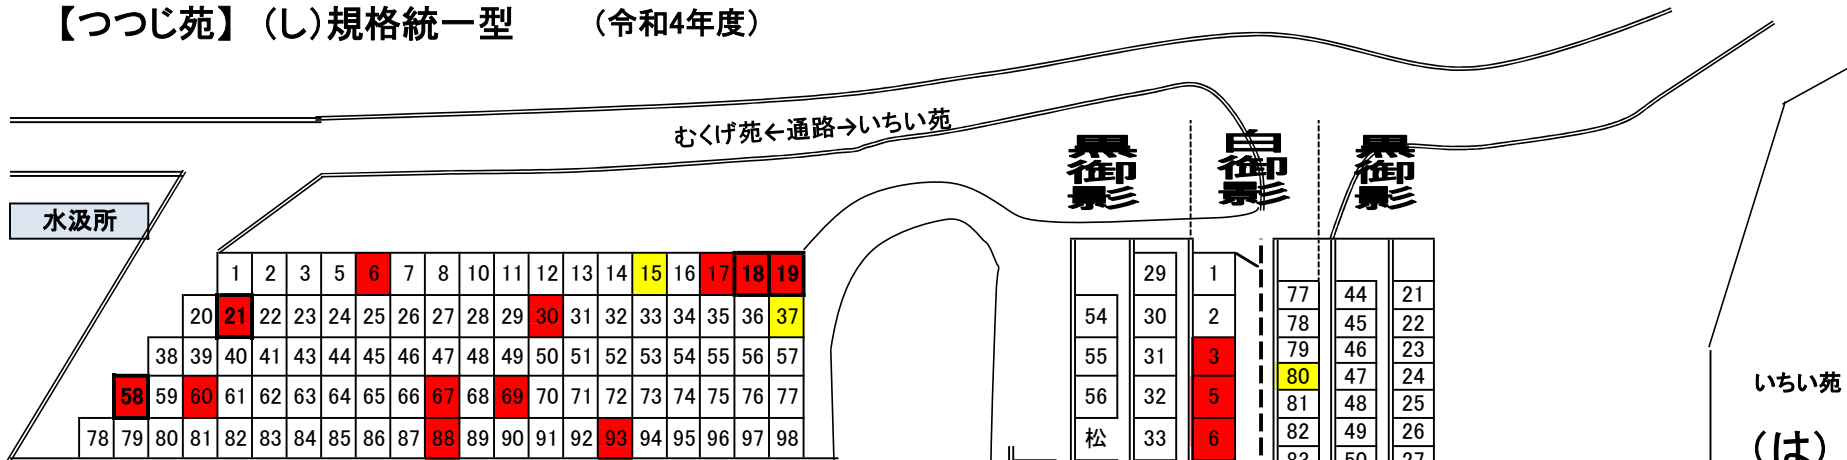 【つつじ苑】 (し)規格統一型 (令和4年度)
むくげ苑←通路→いちい苑
黒御影
白御影
黒御影
水汲所
1 2 3 5 6 7 8 10 11 12 13 14 15 16 17 18 19
20 21 22 23 24 25 26 27 28 29 30 31 32 33 34 35 36 37
38 39 40 41 43 44 45 46 47 48 49 50 51 52 53 54 55 56 57
58 59 60 61 62 63 64 65 66 67 68 69 70 71 72 73 74 75 76 77
78 79 80 81 82 83 84 85 86 87 88 89 90 91 92 93 94 95 96 97 98
29 1
54 30 2
55 31 3
56 32 5
松 33 6
77 44 21
78 45 22
79 46 23
80 47 24
81 48 25
82 49 26
83 50 27
いちい苑
(は)